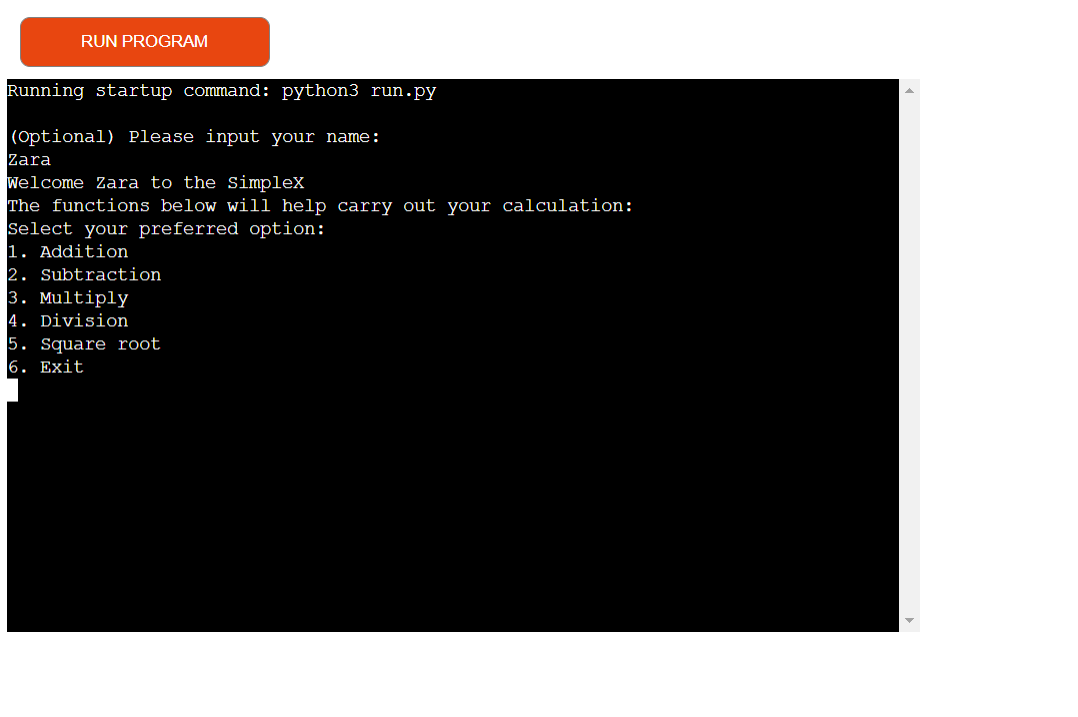 RUN PROGRAM
Running startup command: python3 run.py
(Optional) Please input your name:
Zara
Welcome Zara to the SimpleX
The functions below will help carry out your calculation:
Select your preferred option:
1. Addition
2. Subtraction
3. Multiply
4. Division
5. Square root
6. Exit